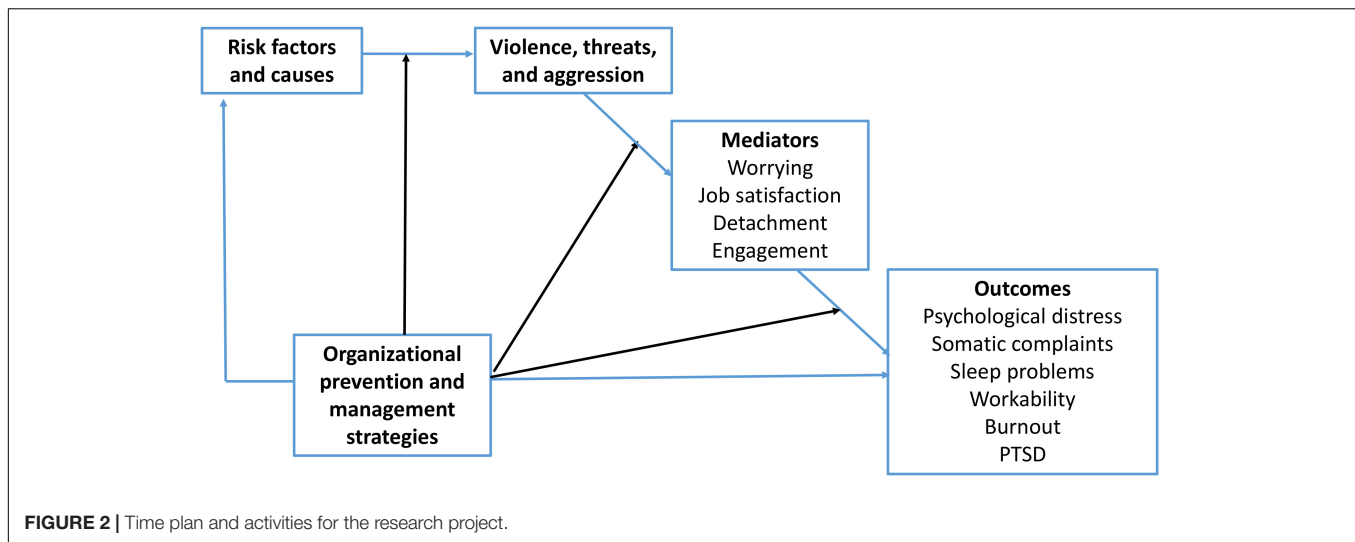 Risk factors
and causes
Violence, threats,
and aggression
Mediators
Worrying
Job satisfaction
Detachment
Engagement
Organizational
prevention and
management
strategies
Outcomes
Psychological distress
Somatic complaints
Sleep problems
Workability
Burnout
PTSD
FIGURE 2 | Time plan and activities for the research project.